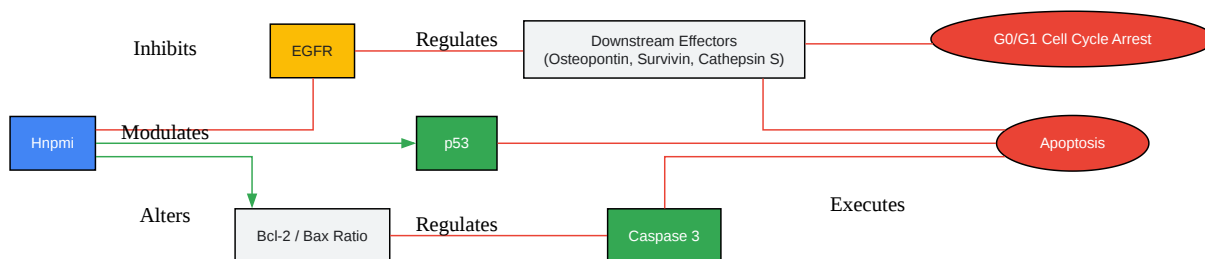 Inhibits
EGFR
Regulates
Downstream Effectors
(Osteopontin, Survivin, Cathepsin S)
G0/G1 Cell Cycle Arrest
Hnpmi
Modulates
p53
Apoptosis
Alters
Bcl-2 / Bax Ratio
Regulates
Caspase 3
Executes